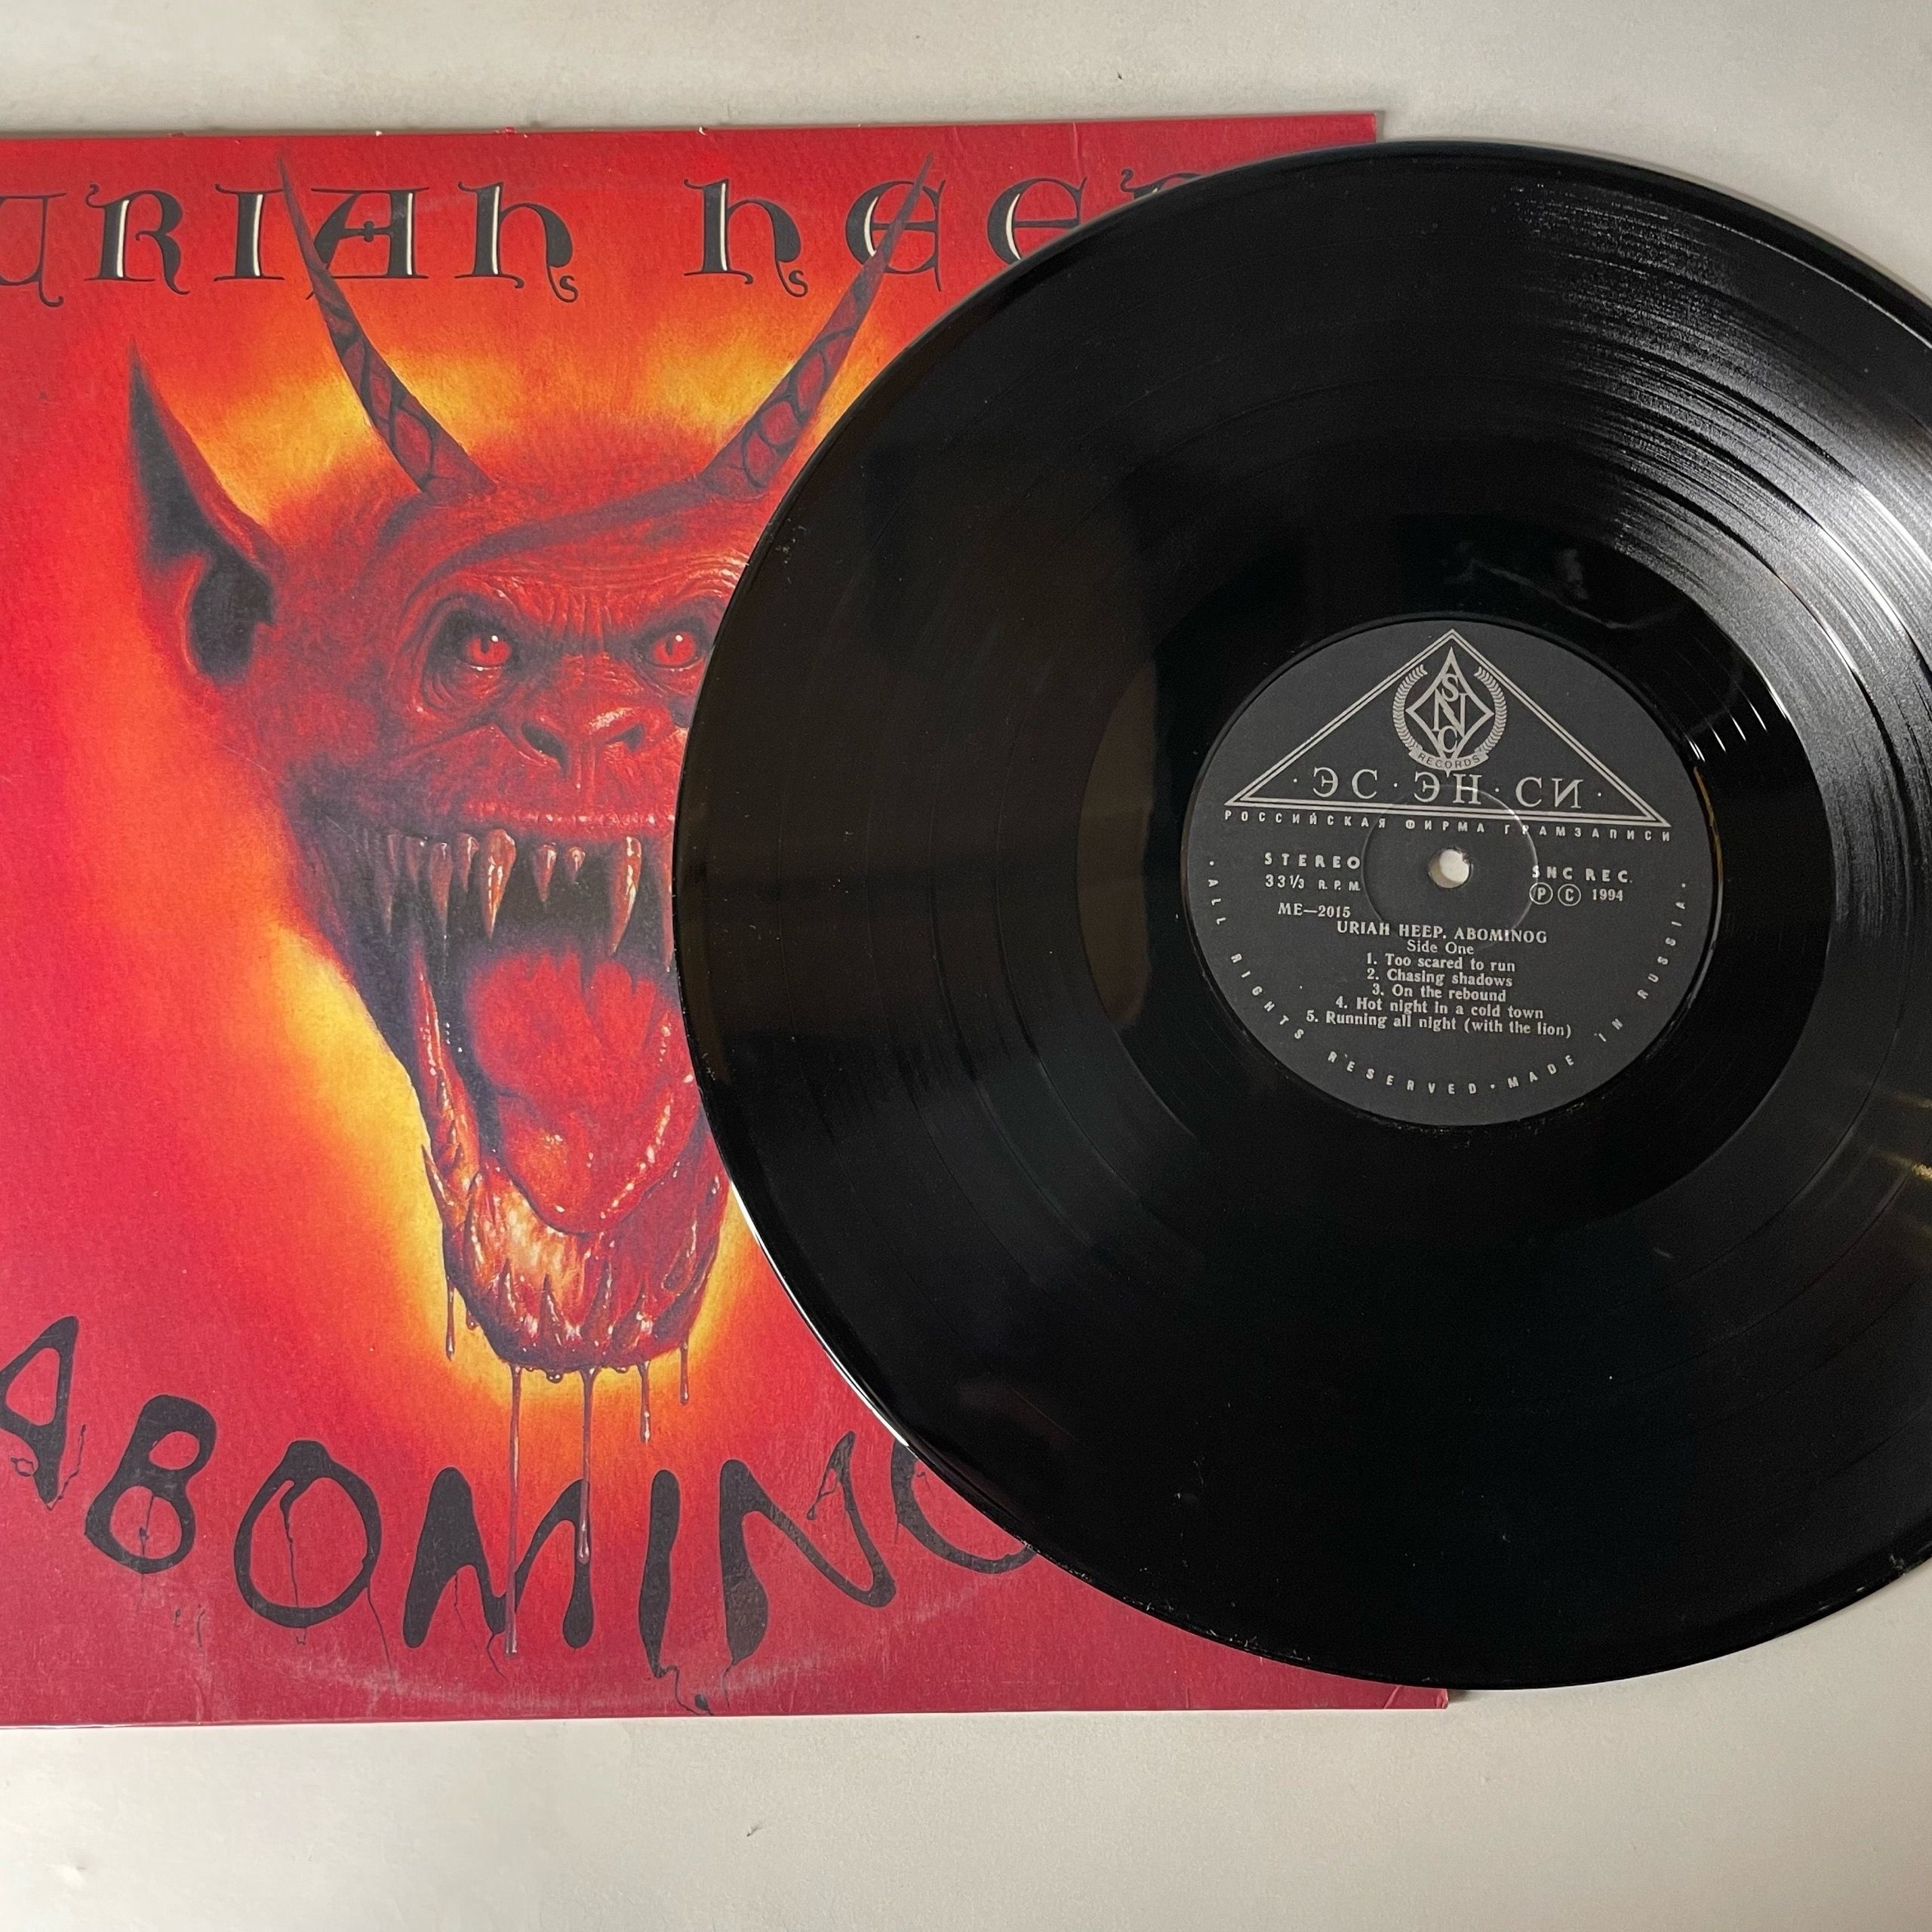 URIAH HEEP
ABOMINO
SNC
RECORDS
·ЭС·ЭН·СИ·
РОССИЙСКАЯ ФИРМА ГРАМЗАПИСИ
STEREO
33⅓ R.P.M.
SNC REC.
Ⓟ Ⓒ 1994
ME—2015
URIAH HEEP. ABOMINOG
Side One
1. Too scared to run
2. Chasing shadows
3. On the rebound
4. Hot night in a cold town
5. Running all night (with the lion)
· ALL RIGHTS RESERVED · MADE IN RUSSIA ·